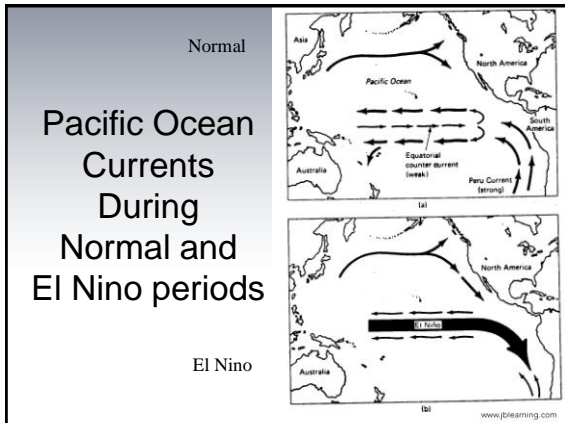 Normal
Pacific Ocean
Currents
During
Normal and
El Nino periods
El Nino
Asia
North America
Pacific Ocean
South
America
Equatorial
counter current
(weak)
Australia
Peru Current
(strong)
(a)
North America
El Niño
Australia
(b)
www.jblearning.com